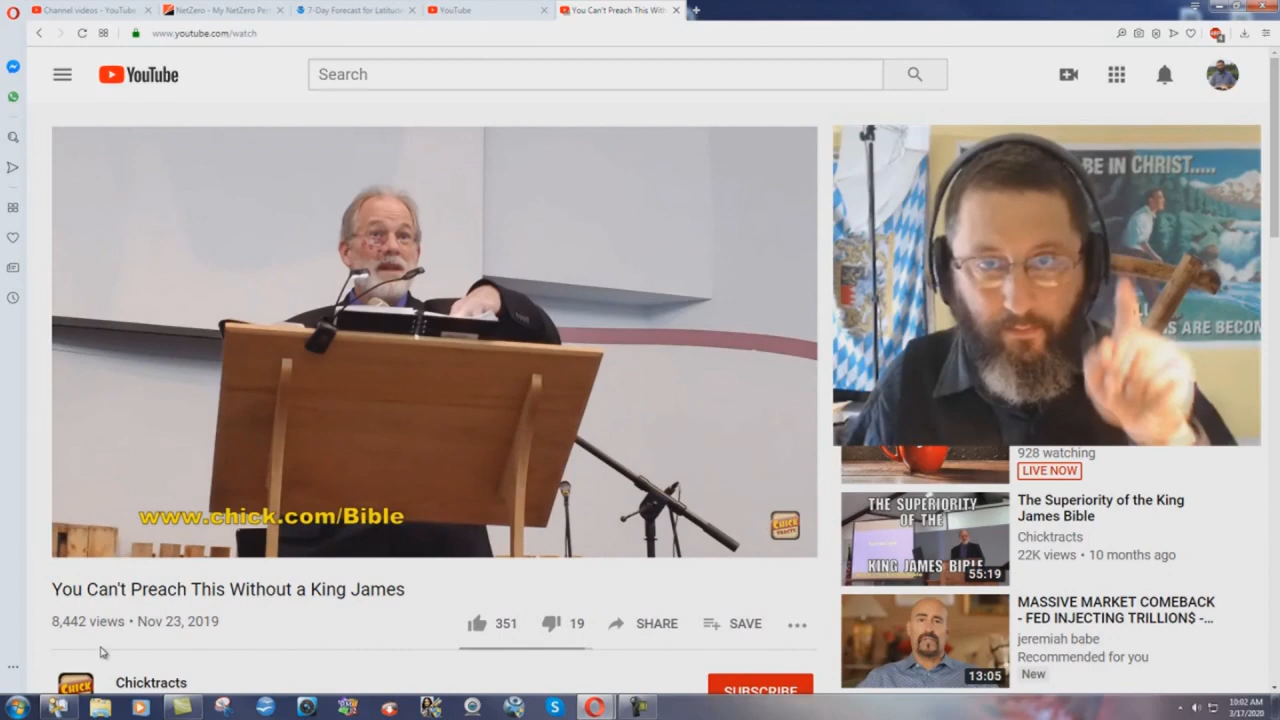 Channel videos - YouTube
NetZero - My NetZero Per
7-Day Forecast for Latitud
YouTube
You Can't Preach This With
www.youtube.com/watch
YouTube
Search
BE IN CHRIST.....
S ARE BECOM
www.chick.com/Bible
CHICK
TRACTS
928 watching
LIVE NOW
THE SUPERIORITY
OF THE
KING JAMES BIBLE
55:19
The Superiority of the King
James Bible
Chicktracts
22K views • 10 months ago
MASSIVE MARKET COMEBACK
- FED INJECTING TRILLION$ -...
jeremiah babe
Recommended for you
New
13:05
You Can't Preach This Without a King James
8,442 views • Nov 23, 2019
351
19
SHARE
SAVE
CHICK
Chicktracts
SUBSCRIBE
10:02 AM
3/17/2020